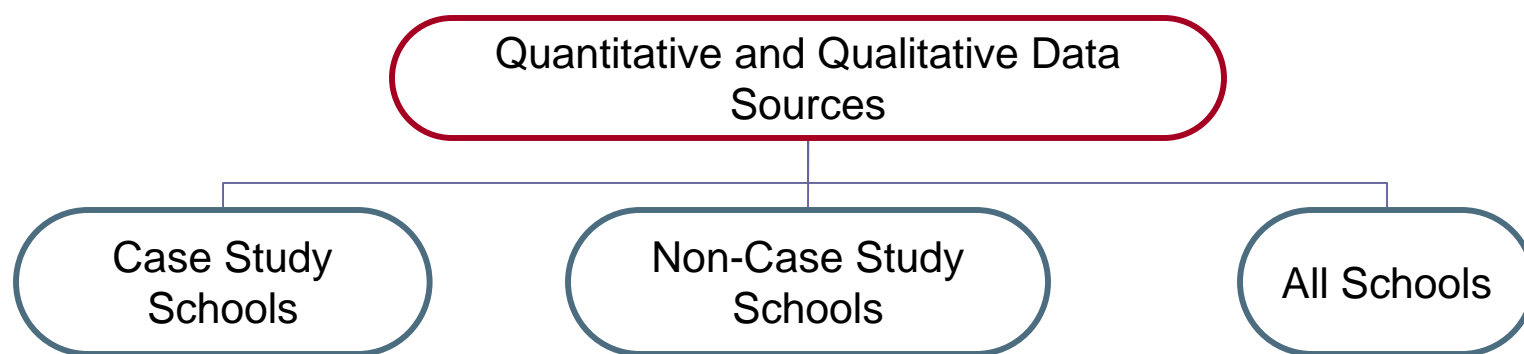 Quantitative and Qualitative Data
Sources
Case Study
Schools
Non-Case Study
Schools
All Schools